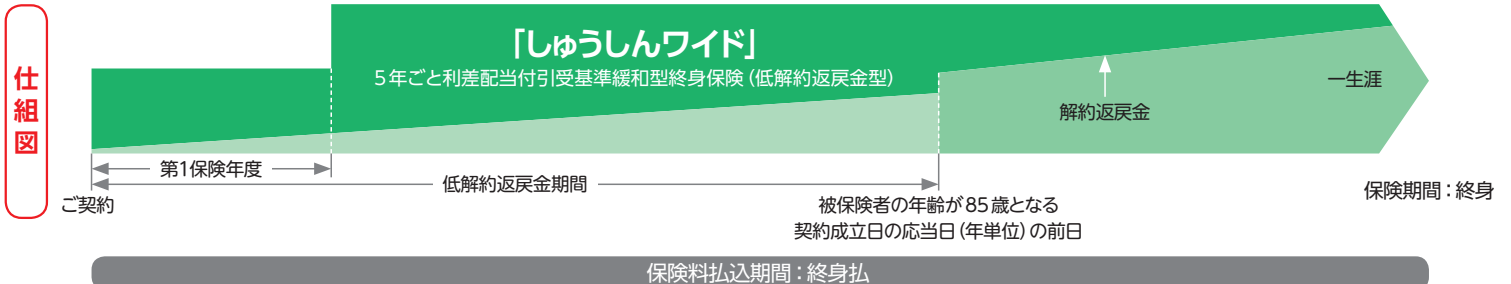 仕組図
「しゅうしんワイド」
5年ごと利差配当付引受基準緩和型終身保険(低解約返戻金型)
一生涯
解約返戻金
第1保険年度
低解約返戻金期間
ご契約
被保険者の年齢が85歳となる
契約成立日の応当日(年単位)の前日
保険期間:終身
保険料払込期間:終身払